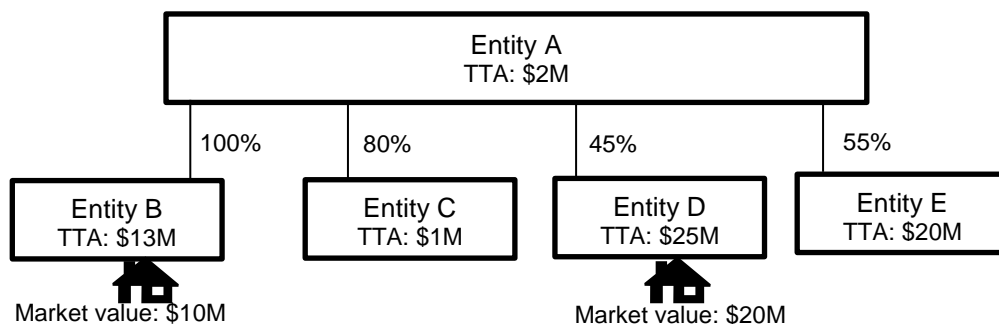 Entity A
TTA: $2M
100%
80%
45%
55%
Entity B
TTA: $13M
Entity C
TTA: $1M
Entity D
TTA: $25M
Entity E
TTA: $20M
Market value: $10M
Market value: $20M